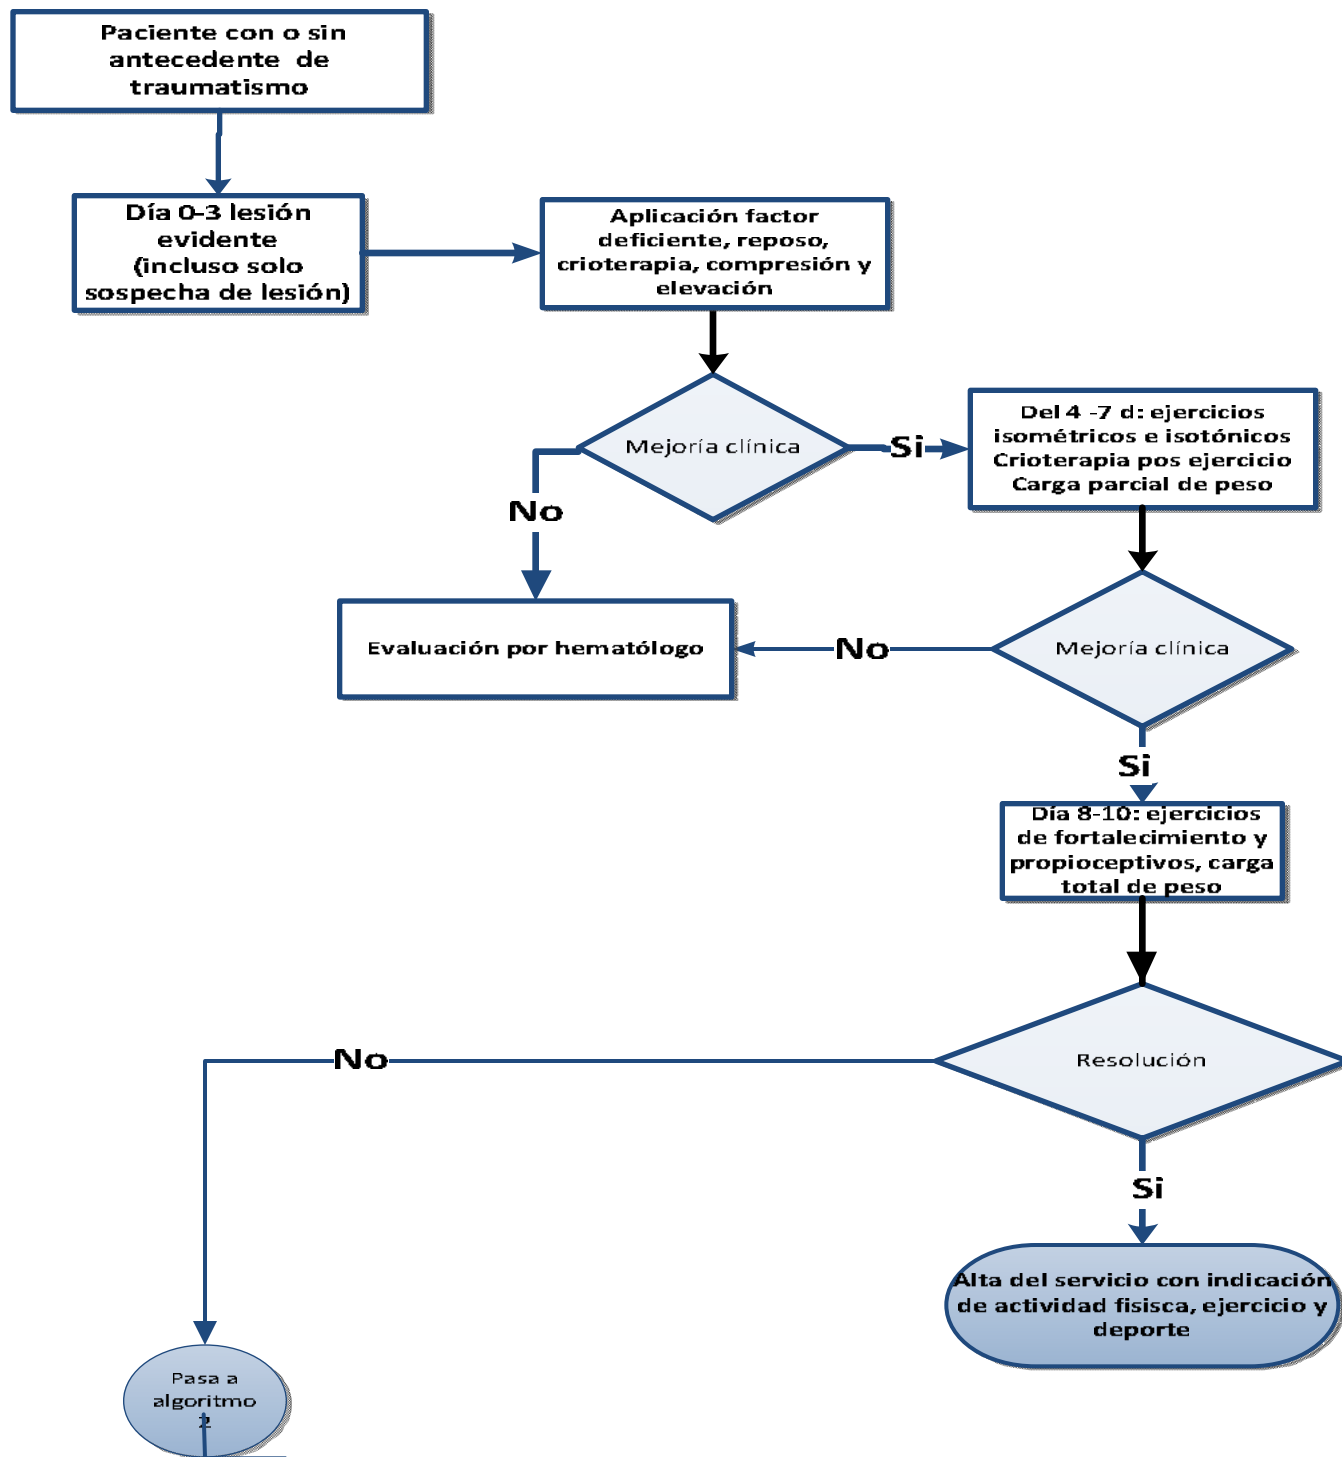 Paciente con o sin
antecedente de
traumatismo
Día 0-3 lesión
evidente
(incluso solo
sospecha de lesión)
Aplicación factor
deficiente, reposo,
crioterapia, compresión y
elevación
Mejoría clínica
Si
Del 4 -7 d: ejercicios
isométricos e isotónicos
Crioterapia pos ejercicio
Carga parcial de peso
No
Evaluación por hematólogo
No
Mejoría clínica
Si
Día 8-10: ejercicios
de fortalecimiento y
propioceptivos, carga
total de peso
Resolución
No
Si
Alta del servicio con indicación
de actividad fisisca, ejercicio y
deporte
Pasa a
algoritmo
2